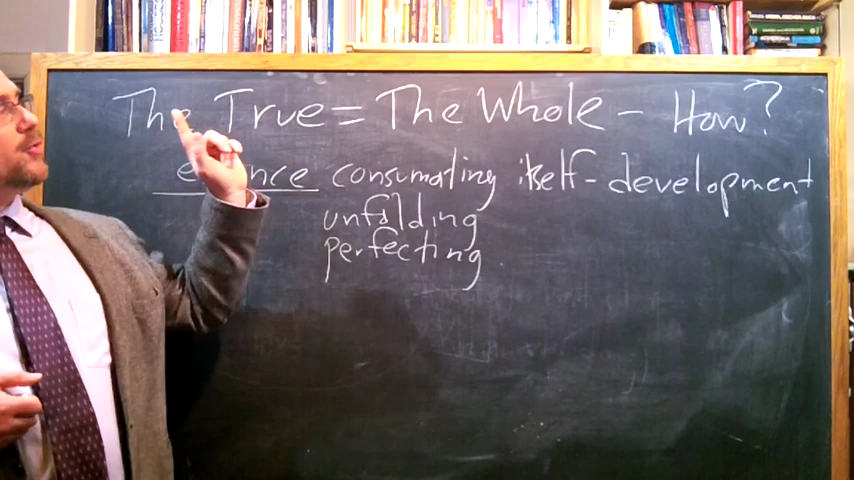 The True = The Whole - How?
consumating itself - development
unfolding
perfecting